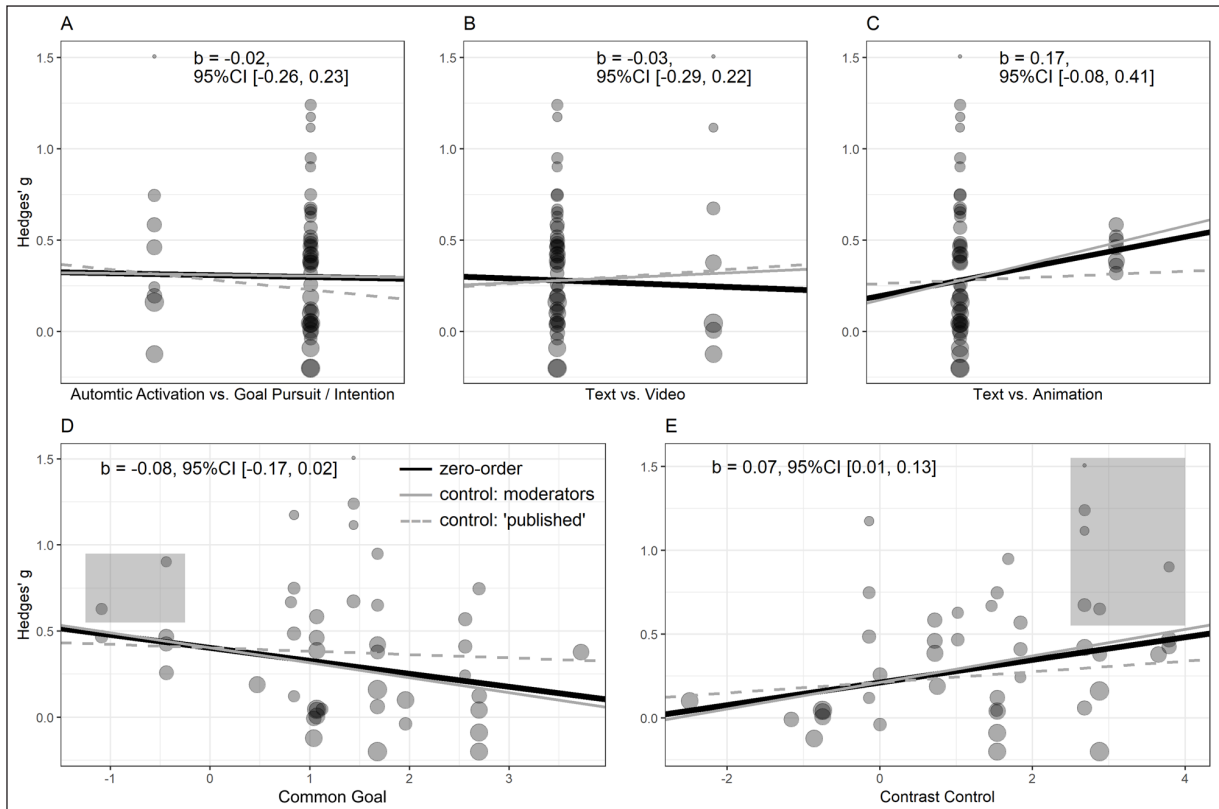 A
b = -0.02,
95%CI [-0.26, 0.23]
1.5
1.0
0.5
0.0
Hedges' g
Automtic Activation vs. Goal Pursuit / Intention
B
b = -0.03,
95%CI [-0.29, 0.22]
1.5
1.0
0.5
0.0
Text vs. Video
C
b = 0.17,
95%CI [-0.08, 0.41]
1.5
1.0
0.5
0.0
Text vs. Animation
D
b = -0.08, 95%CI [-0.17, 0.02]
zero-order
control: moderators
control: 'published'
1.5
1.0
0.5
0.0
Hedges' g
-1 0 1 2 3
Common Goal
E
b = 0.07, 95%CI [0.01, 0.13]
1.5
1.0
0.5
0.0
-2 0 2 4
Contrast Control